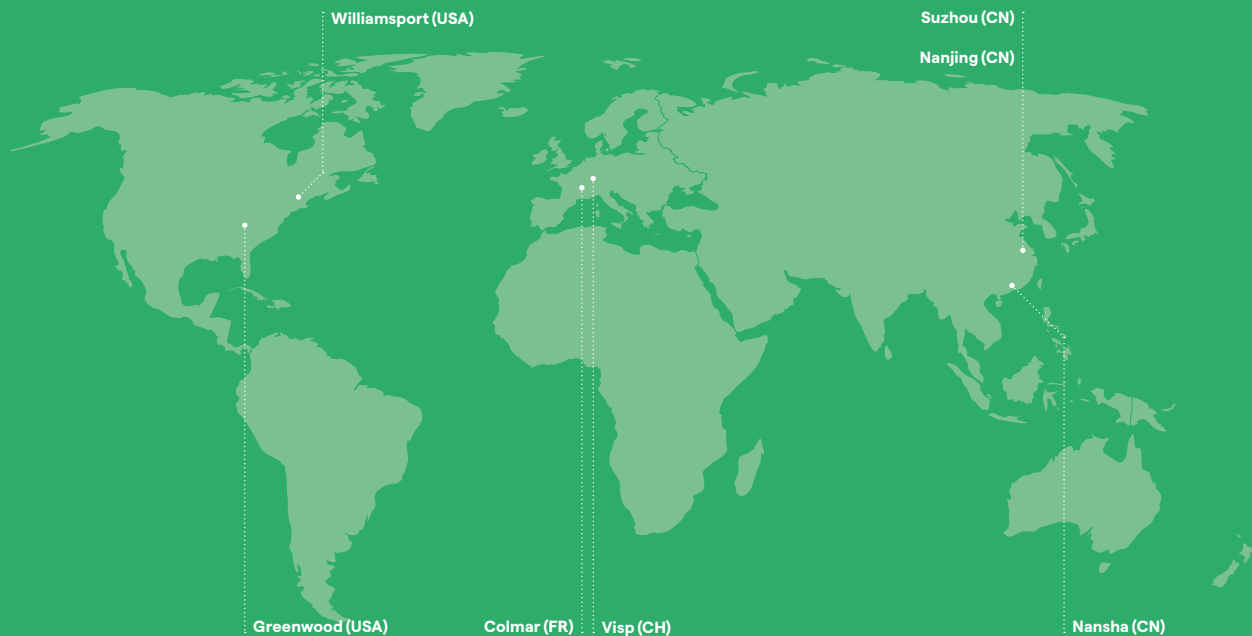 Williamsport (USA)
Suzhou (CN)
Nanjing (CN)
Greenwood (USA)
Colmar (FR)
Visp (CH)
Nansha (CN)